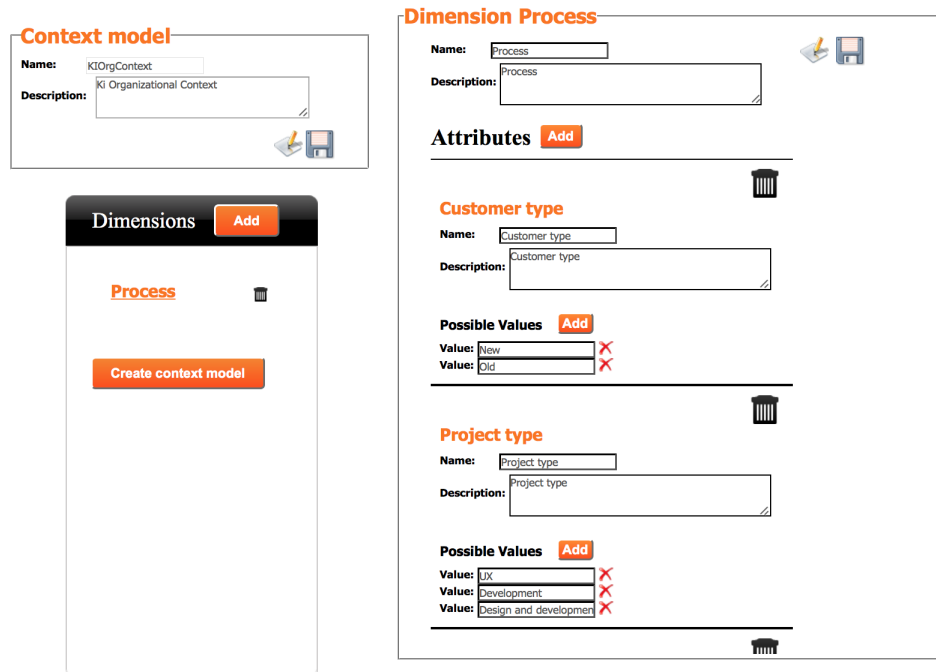 Context model
Name: KIOrgContext
Description: Ki Organizational Context
Dimensions Add
Process
Create context model
Dimension Process
Name: Process
Description: Process
Attributes Add
Customer type
Name: Customer type
Description: Customer type
Possible Values Add
Value: New
Value: Old
Project type
Name: Project type
Description: Project type
Possible Values Add
Value: UX
Value: Development
Value: Design and developmen